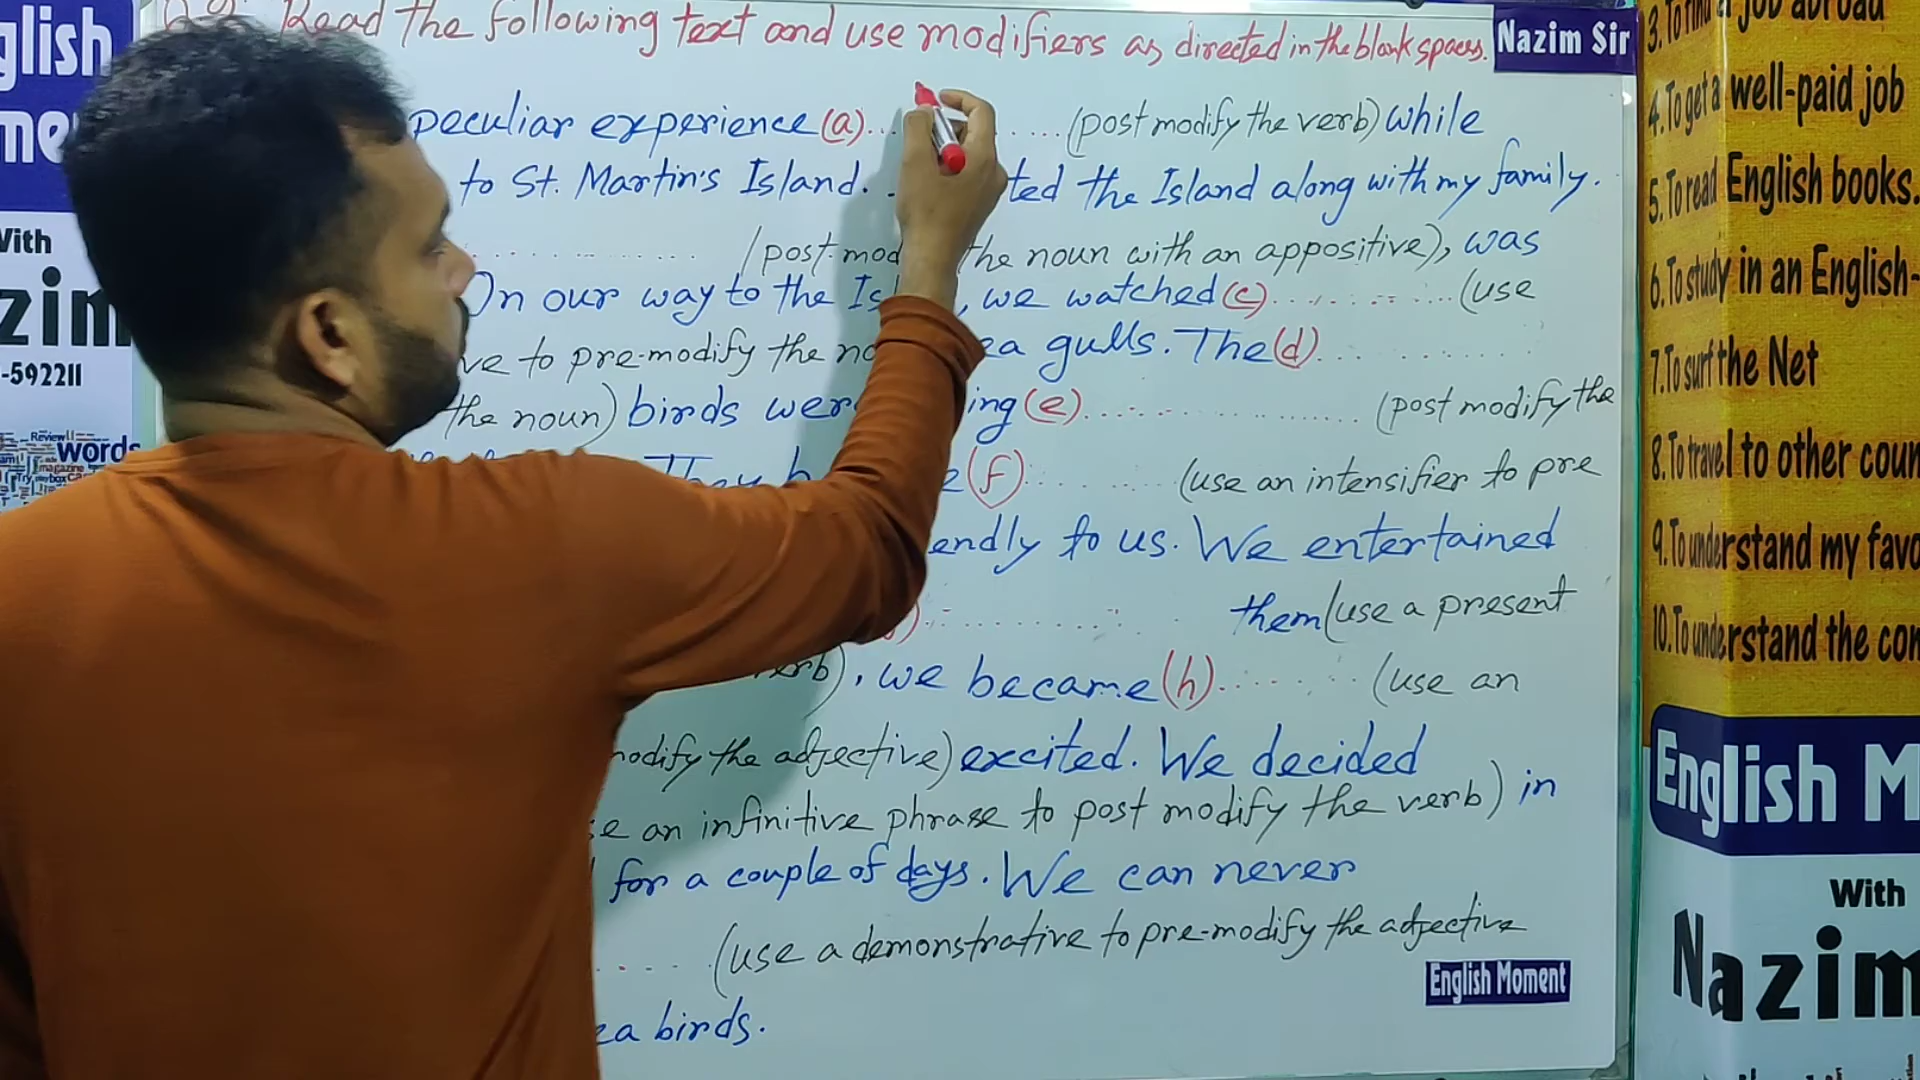 glish
Read the following text and use modifiers as directed in the blank spaces.
Nazim Sir
peculiar experience (a)... .... (post modify the verb) while
to St. Martin's Island. ted the Island along with my family.
.............. (post-mod the noun with an appositive), was
On our way to the Is , we watched (c)............ (use
ve to pre-modify the no ea gulls. The (d)...........
the noun) birds wer ing (e)................ (post modify the
They (f).......... (use an intensifier to pre
endly to us. We entertained
............ them (use a present
verb), we became (h)........ (use an
modify the adjective) excited. We decided
e an infinitive phrase to post modify the verb) in
for a couple of days. We can never
.... (use a demonstrative to pre-modify the adjective
English Moment
ea birds.
With
zim
-592211
Review
words
magazine
3. To find a job abroad
4. To get a well-paid job
5. To read English books.
6. To study in an English-
7. To surf the Net
8. To travel to other coun
9. To understand my favo
10. To understand the con
English M
With
Nazim